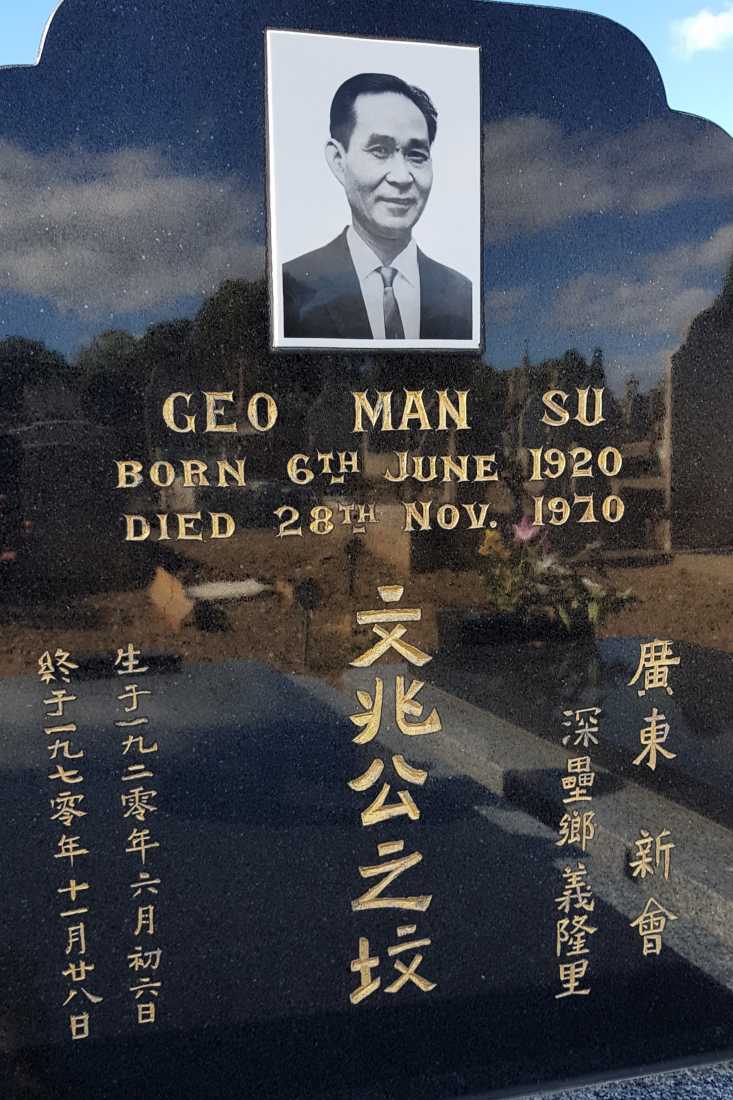 GEO MAN SU
BORN 6TH JUNE 1920
DIED 28TH NOV. 1970
廣東 新會
深壘鄉義隆里
文兆公之坟
生于一九二零年六月初六日
終于一九七零年十一月廿八日